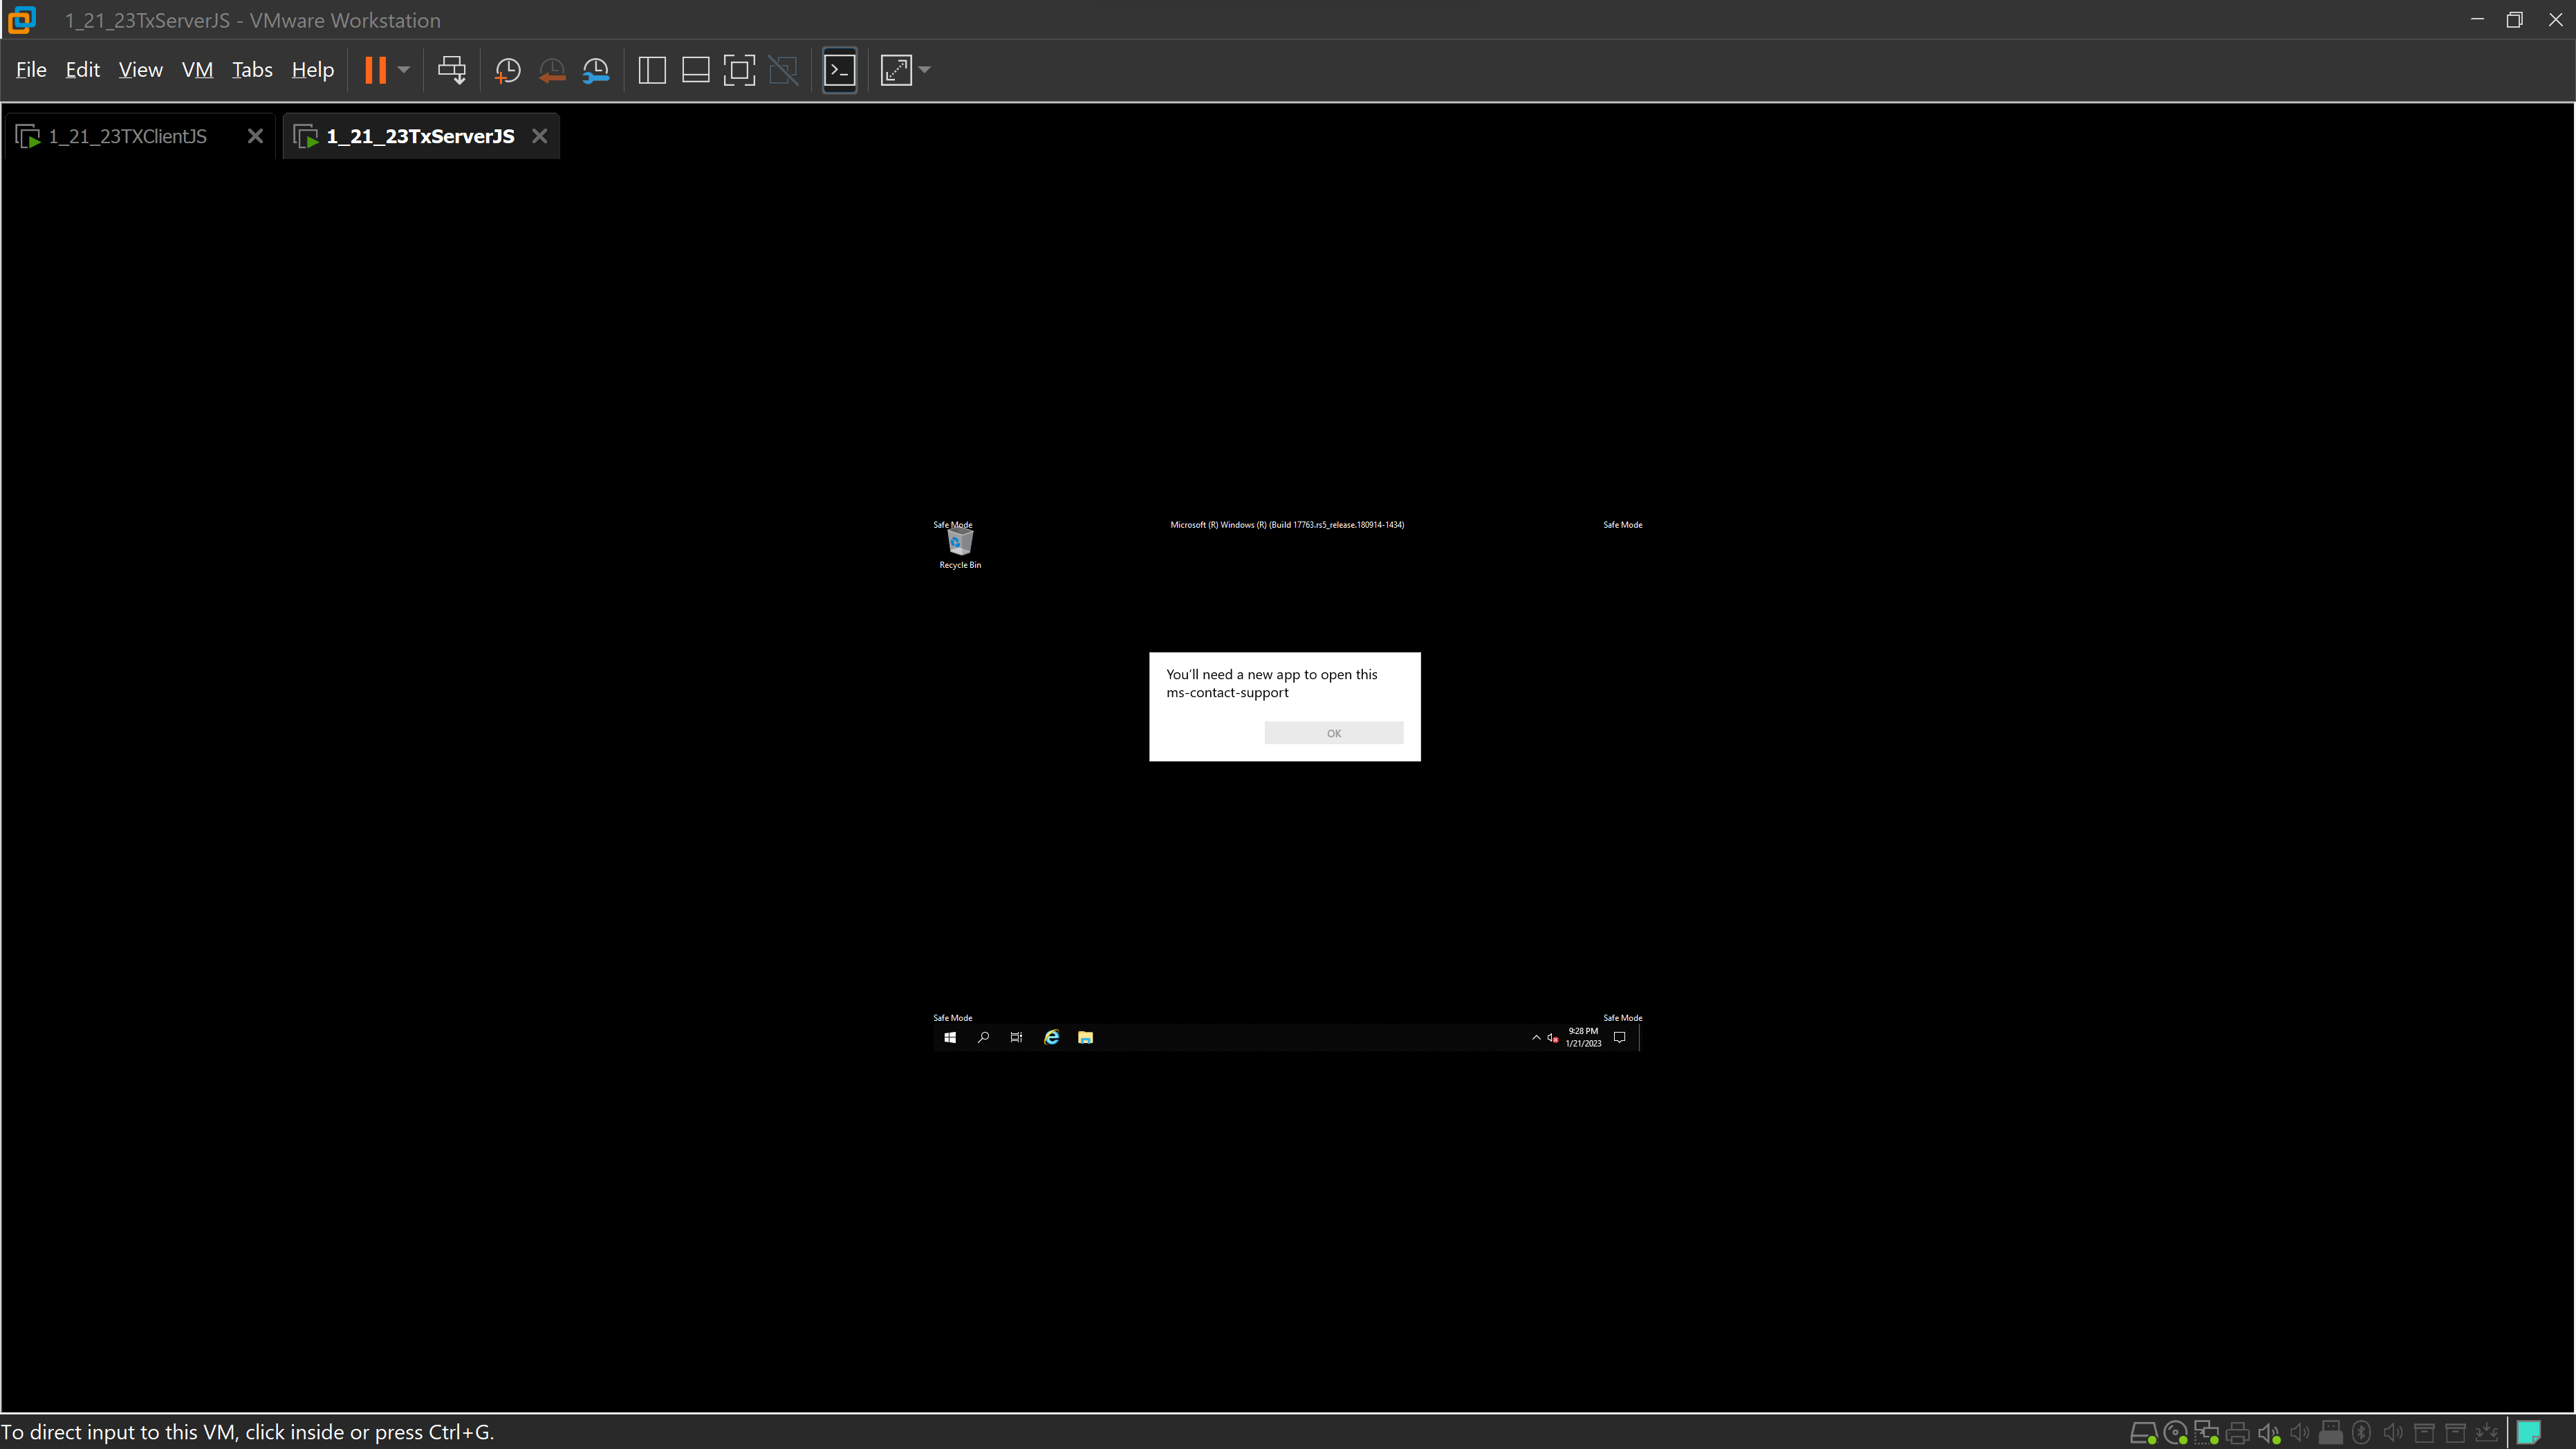 1_21_23TxServerJS - VMware Workstation
File Edit View VM Tabs Help
1_21_23TXClientJS
1_21_23TxServerJS
Safe Mode
Microsoft (R) Windows (R) (Build 17763.rs5_release.180914-1434)
Safe Mode
Recycle Bin
You'll need a new app to open this
ms-contact-support
OK
Safe Mode
Safe Mode
9:28 PM
1/21/2023
To direct input to this VM, click inside or press Ctrl+G.